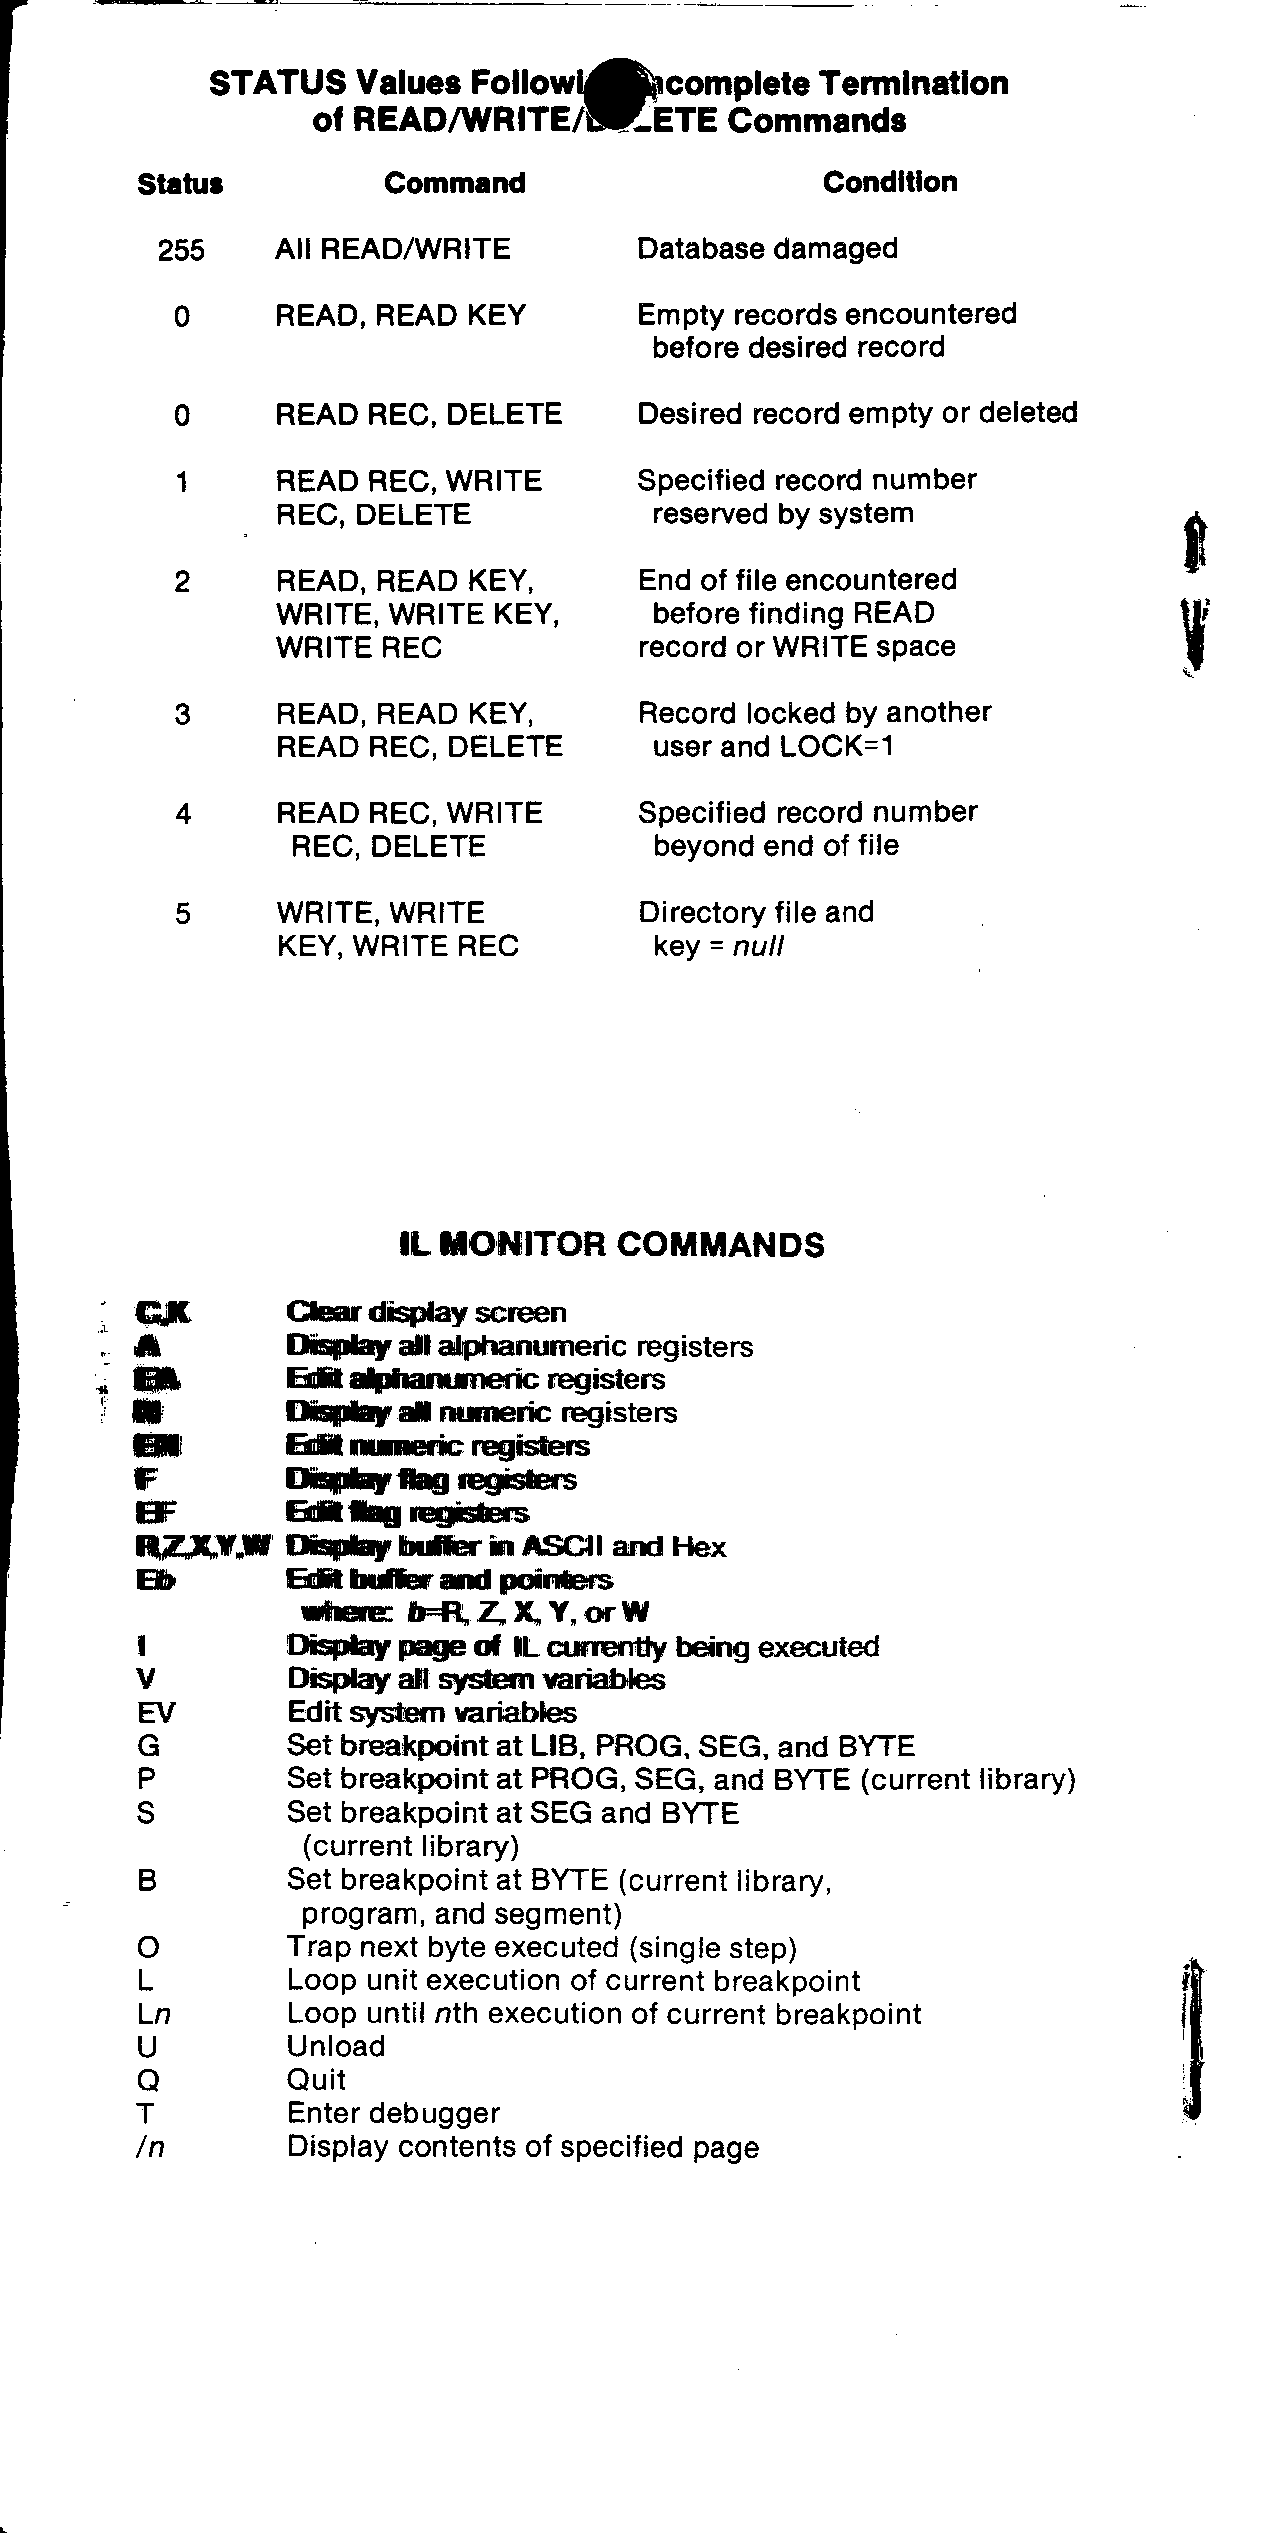 STATUS Values Followi ncomplete Termination
of READ/WRITE/ LETE Commands
Status Command Condition
255 All READ/WRITE Database damaged
0 READ, READ KEY Empty records encountered
before desired record
0 READ REC, DELETE Desired record empty or deleted
1 READ REC, WRITE Specified record number
REC, DELETE reserved by system
2 READ, READ KEY, End of file encountered
WRITE, WRITE KEY, before finding READ
WRITE REC record or WRITE space
3 READ, READ KEY, Record locked by another
READ REC, DELETE user and LOCK=1
4 READ REC, WRITE Specified record number
REC, DELETE beyond end of file
5 WRITE, WRITE Directory file and
KEY, WRITE REC key = null
IL MONITOR COMMANDS
C,K Clear display screen
A Display all alphanumeric registers
EA Edit alphanumeric registers
N Display all numeric registers
EN Edit numeric registers
F Display flag registers
EF Edit flag registers
R,Z,X,Y,W Display buffer in ASCII and Hex
Eb Edit buffer and pointers
where: b=R, Z, X, Y, or W
I Display page of IL currently being executed
V Display all system variables
EV Edit system variables
G Set breakpoint at LIB, PROG, SEG, and BYTE
P Set breakpoint at PROG, SEG, and BYTE (current library)
S Set breakpoint at SEG and BYTE
(current library)
B Set breakpoint at BYTE (current library,
program, and segment)
O Trap next byte executed (single step)
L Loop unit execution of current breakpoint
Ln Loop until nth execution of current breakpoint
U Unload
Q Quit
T Enter debugger
/n Display contents of specified page